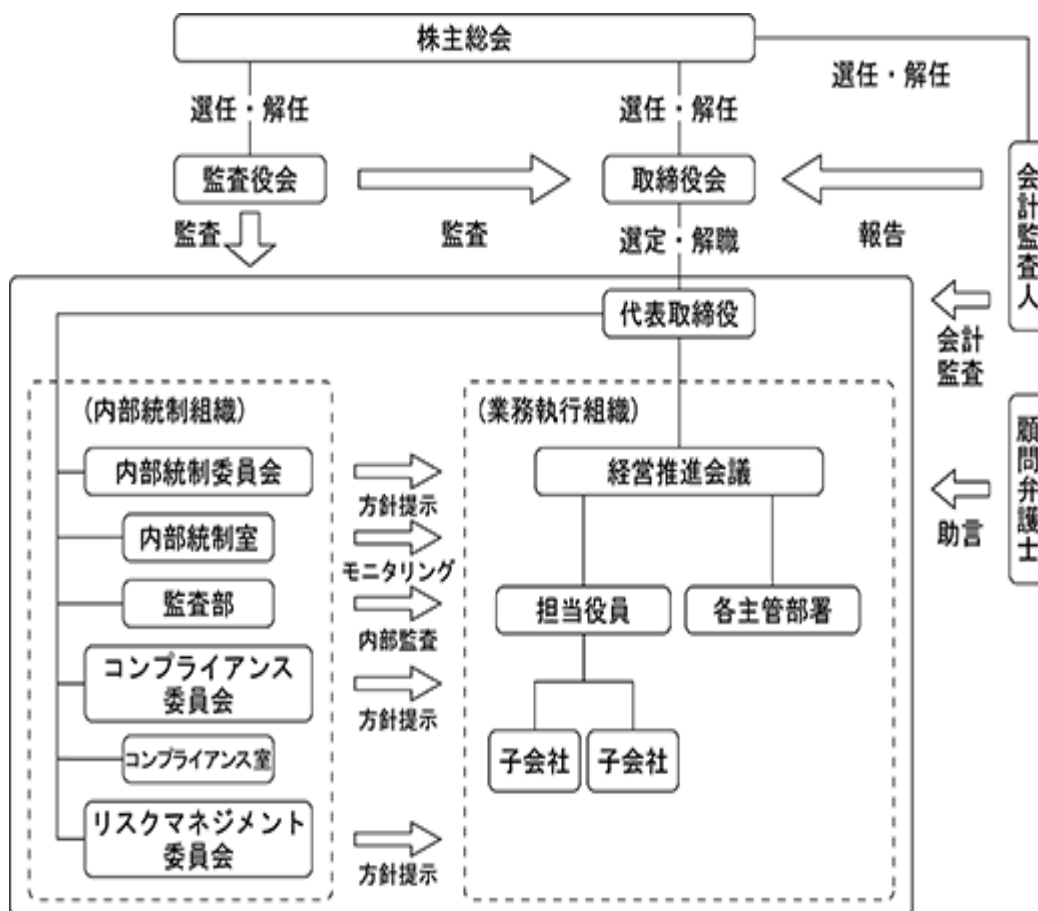 株主総会
選任・解任
選任・解任
選任・解任
監査役会
取締役会
会計監査人
監査
監査
選定・解職
報告
代表取締役
会計
監査
(内部統制組織)
(業務執行組織)
顧問弁護士
助言
内部統制委員会
方針提示
経営推進会議
内部統制室
モニタリング
監査部
内部監査
担当役員
各主管部署
コンプライアンス
委員会
方針提示
子会社
子会社
コンプライアンス室
リスクマネジメント
委員会
方針提示